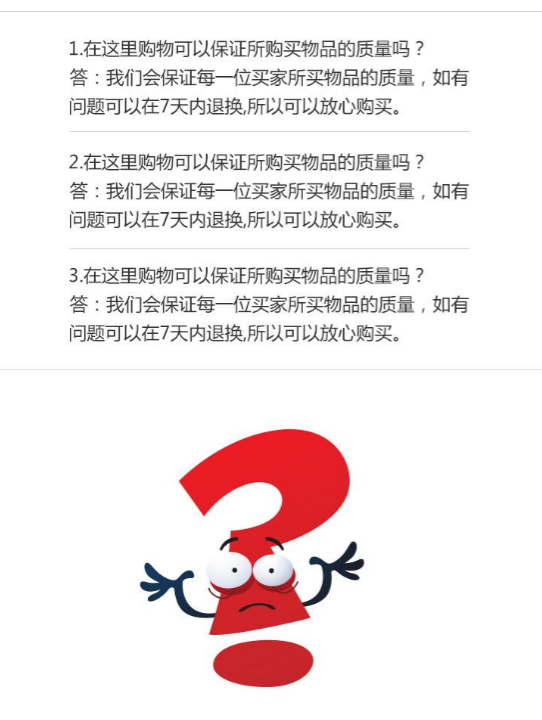 1.在这里购物可以保证所购买物品的质量吗？
答：我们会保证每一位买家所买物品的质量，如有
问题可以在7天内退换,所以可以放心购买。
2.在这里购物可以保证所购买物品的质量吗？
答：我们会保证每一位买家所买物品的质量，如有
问题可以在7天内退换,所以可以放心购买。
3.在这里购物可以保证所购买物品的质量吗？
答：我们会保证每一位买家所买物品的质量，如有
问题可以在7天内退换,所以可以放心购买。